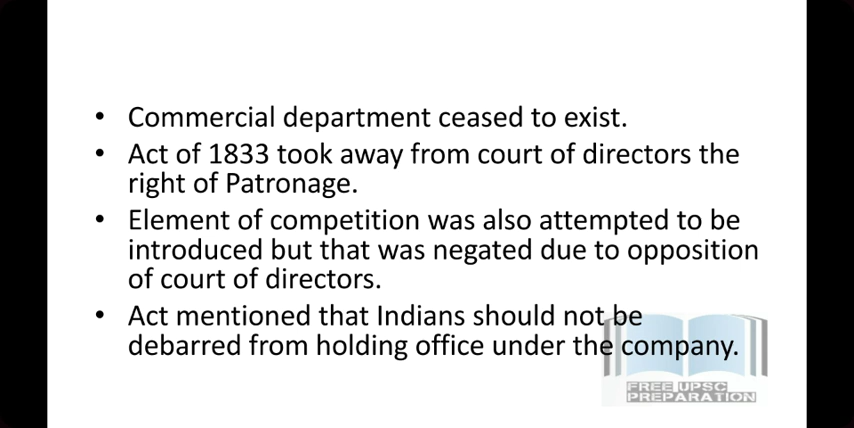 • Commercial department ceased to exist.
• Act of 1833 took away from court of directors the
right of Patronage.
• Element of competition was also attempted to be
introduced but that was negated due to opposition
of court of directors.
• Act mentioned that Indians should not be
debarred from holding office under the company.
FREE UPSC
PREPARATION